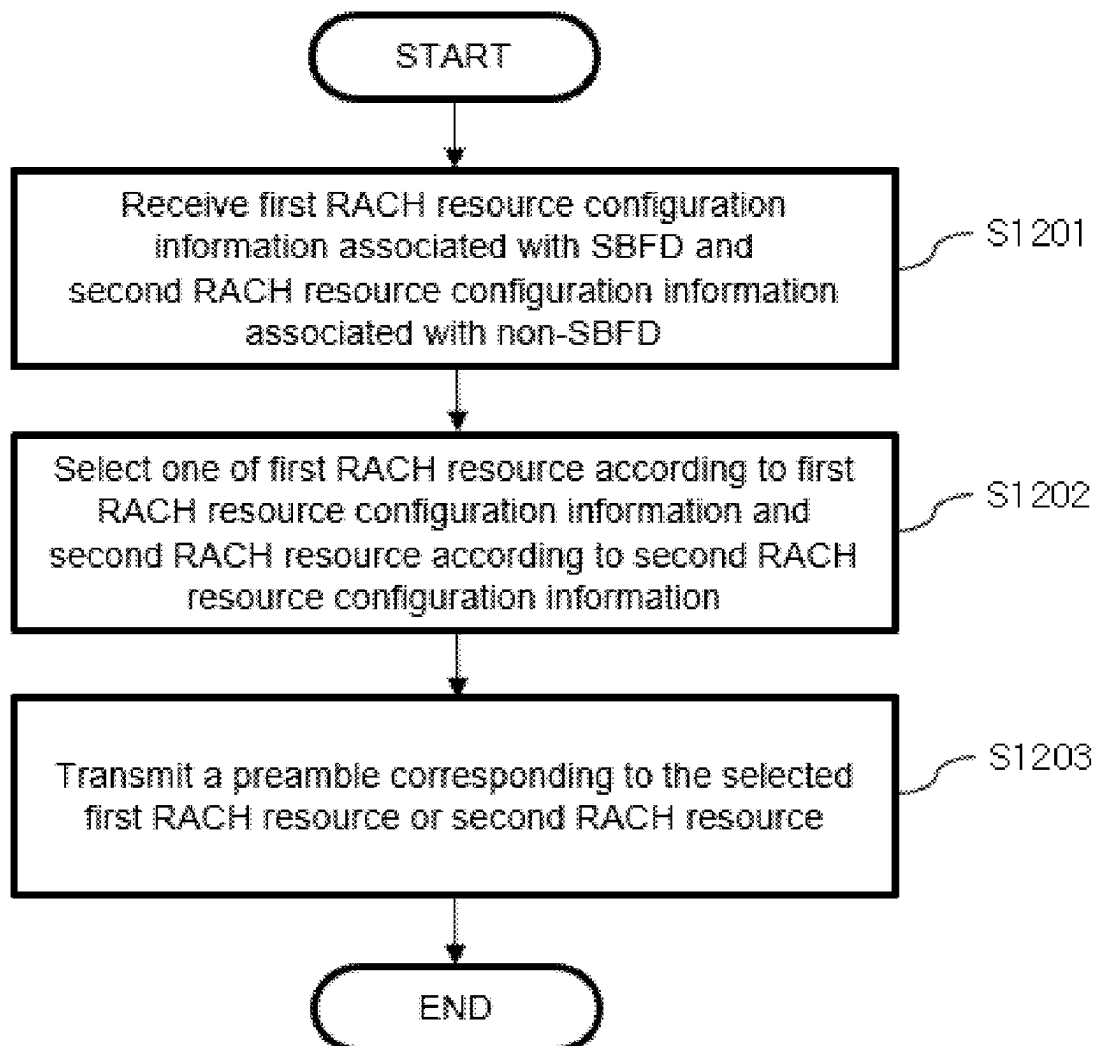 START
Receive first RACH resource configuration
information associated with SBFD and
second RACH resource configuration information
associated with non-SBFD
S1201
Select one of first RACH resource according to first
RACH resource configuration information and
second RACH resource according to second RACH
resource configuration information
S1202
Transmit a preamble corresponding to the selected
first RACH resource or second RACH resource
S1203
END